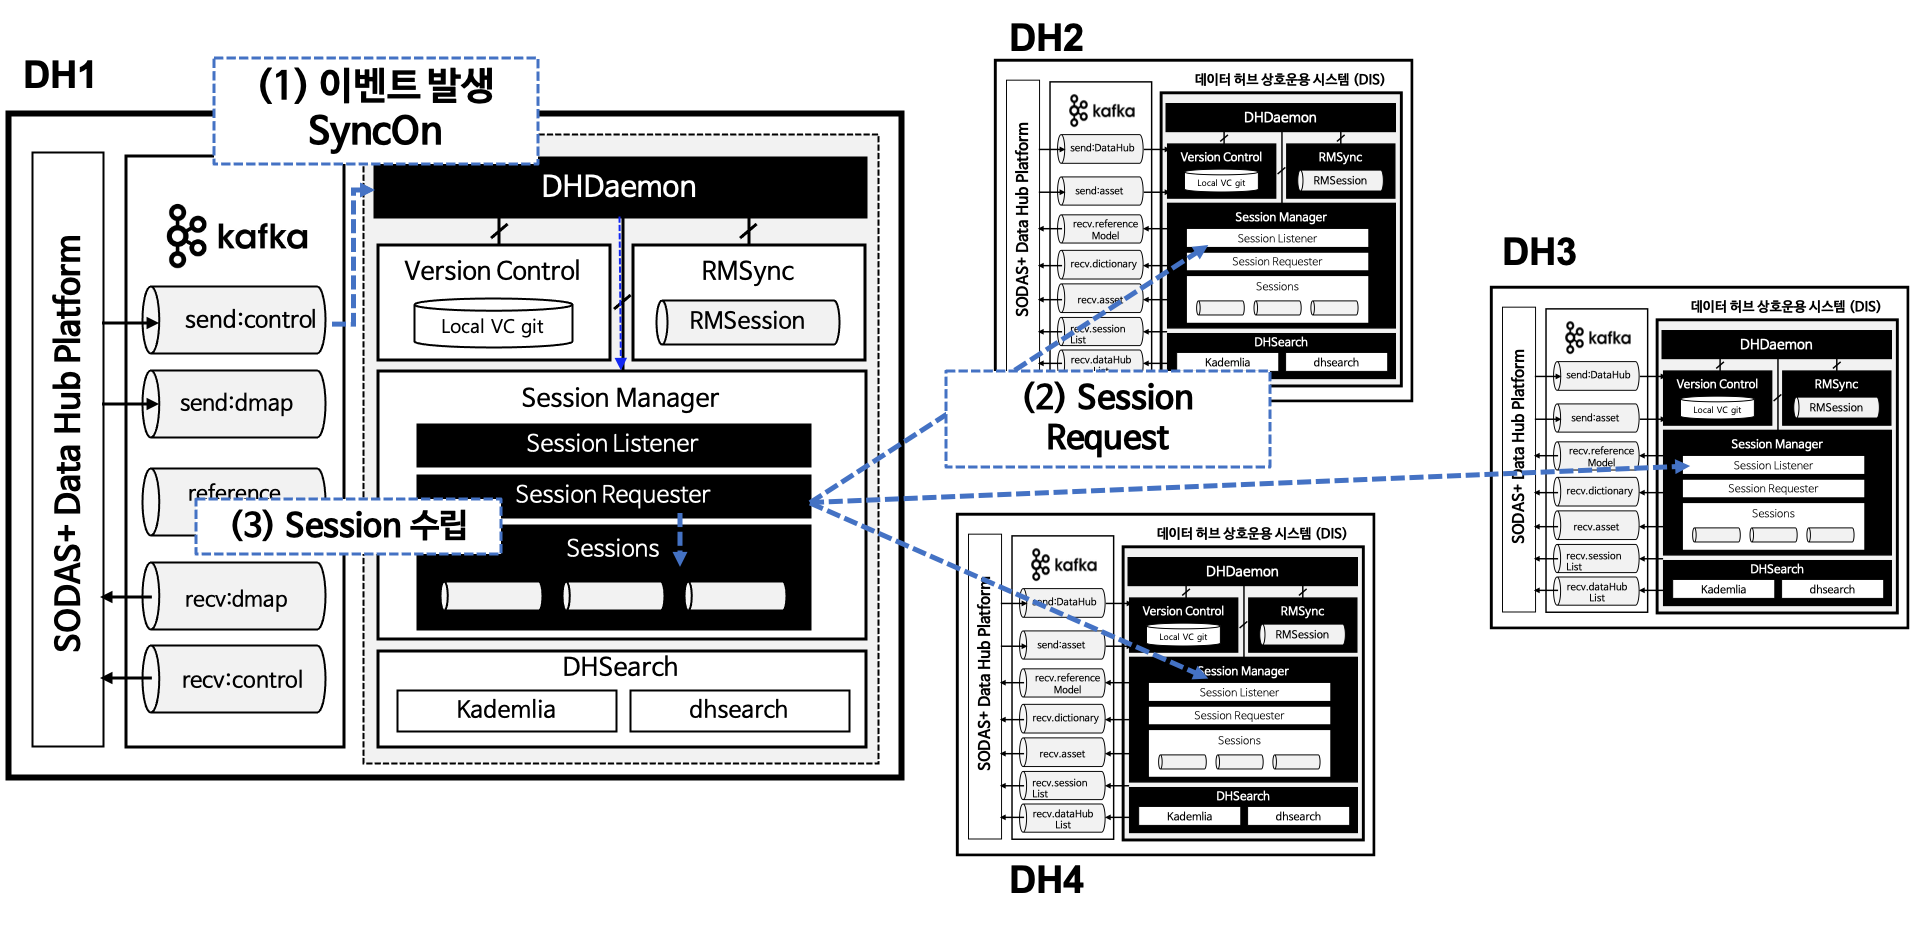 DH1
(1) 이벤트 발생
SyncOn
SODAS+ Data Hub Platform
kafka
send:control
send:dmap
reference
recv:dmap
recv:control
DHDaemon
Version Control
Local VC git
RMSync
RMSession
Session Manager
Session Listener
Session Requester
(3) Session 수립
Sessions
DHSearch
Kademlia
dhsearch
DH2
데이터 허브 상호운용 시스템 (DIS)
SODAS+ Data Hub Platform
kafka
send:DataHub
send:asset
recv.reference
Model
recv.dictionary
recv.asset
recv.session
List
recv.dataHub
List
DHDaemon
Version Control
Local VC git
RMSync
RMSession
Session Manager
Session Listener
Session Requester
Sessions
DHSearch
Kademlia
dhsearch
(2) Session
Request
DH3
데이터 허브 상호운용 시스템 (DIS)
SODAS+ Data Hub Platform
kafka
send:DataHub
send:asset
recv.reference
Model
recv.dictionary
recv.asset
recv.session
List
recv.dataHub
List
DHDaemon
Version Control
Local VC git
RMSync
RMSession
Session Manager
Session Listener
Session Requester
Sessions
DHSearch
Kademlia
dhsearch
데이터 허브 상호운용 시스템 (DIS)
SODAS+ Data Hub Platform
kafka
send:DataHub
send:asset
recv.reference
Model
recv.dictionary
recv.asset
recv.session
List
recv.dataHub
List
DHDaemon
Version Control
Local VC git
RMSync
RMSession
Session Manager
Session Listener
Session Requester
Sessions
DHSearch
Kademlia
dhsearch
DH4